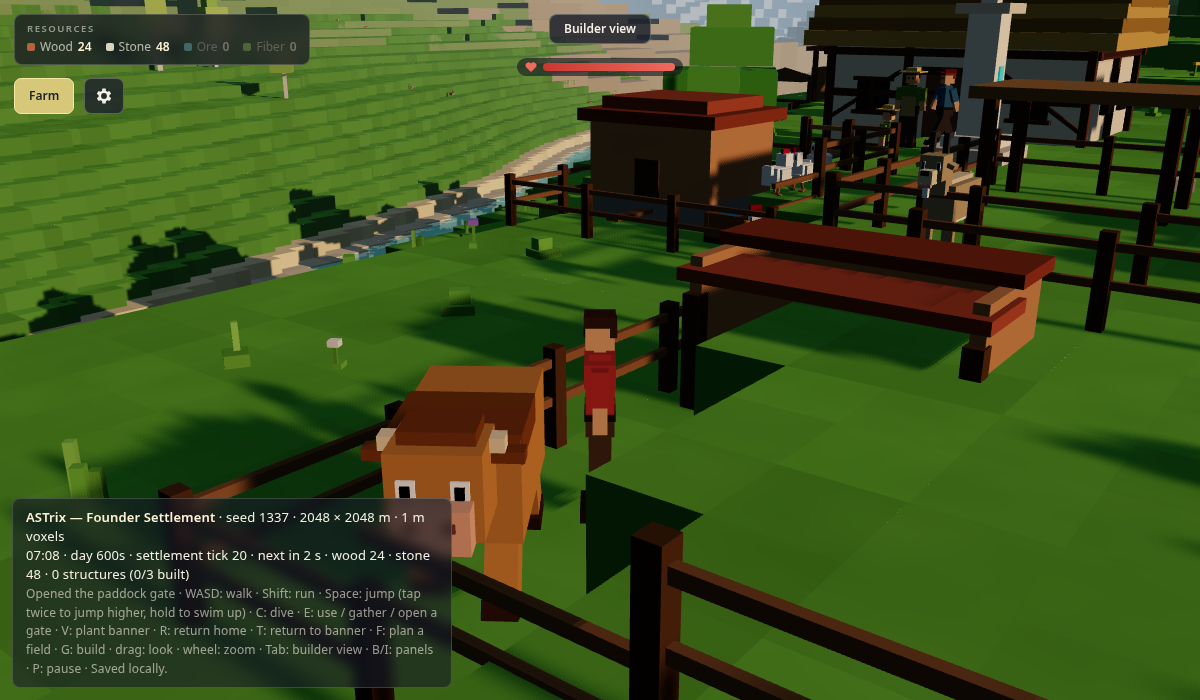 RESOURCES
Wood 24 Stone 48 Ore 0 Fiber 0
Builder view
Farm
ASTrix — Founder Settlement · seed 1337 · 2048 × 2048 m · 1 m
voxels
07:08 · day 600s · settlement tick 20 · next in 2 s · wood 24 · stone
48 · 0 structures (0/3 built)
Opened the paddock gate · WASD: walk · Shift: run · Space: jump (tap
twice to jump higher, hold to swim up) · C: dive · E: use / gather / open a
gate · V: plant banner · R: return home · T: return to banner · F: plan a
field · G: build · drag: look · wheel: zoom · Tab: builder view · B/I: panels
· P: pause · Saved locally.